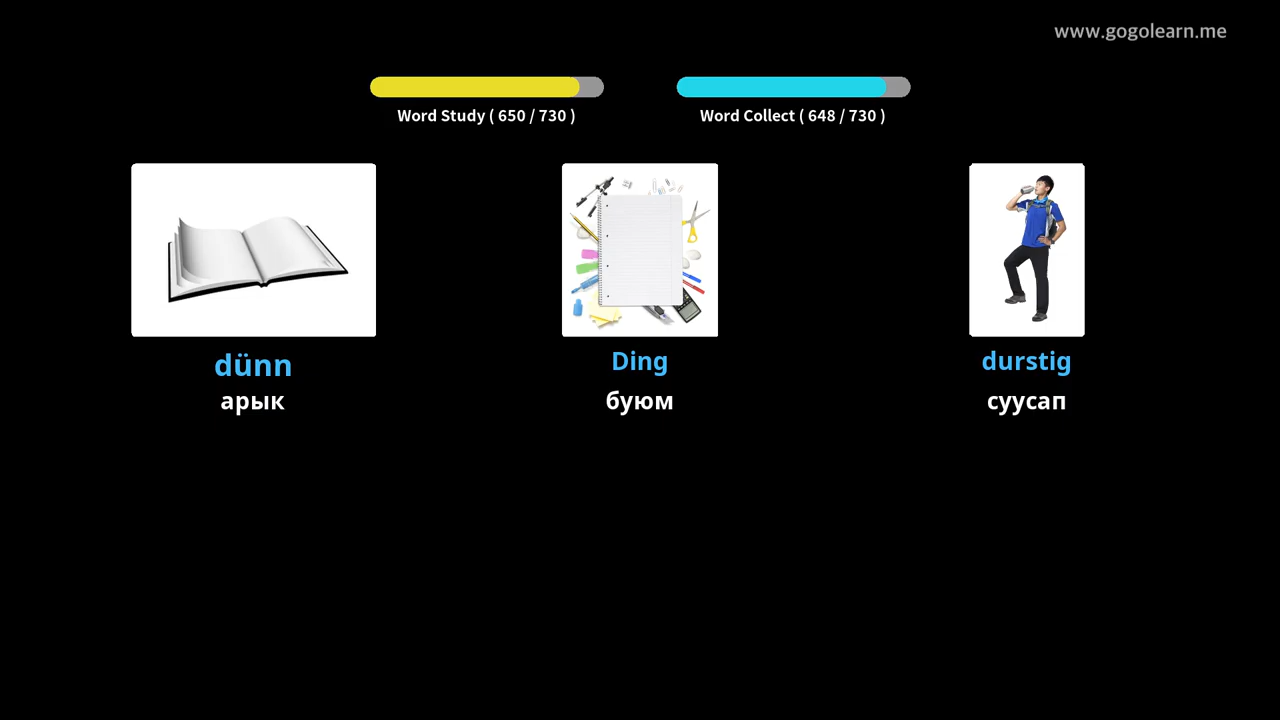 www.gogolearn.me
Word Study ( 650 / 730 )
Word Collect ( 648 / 730 )
dünn
арык
Ding
буюм
durstig
суусап